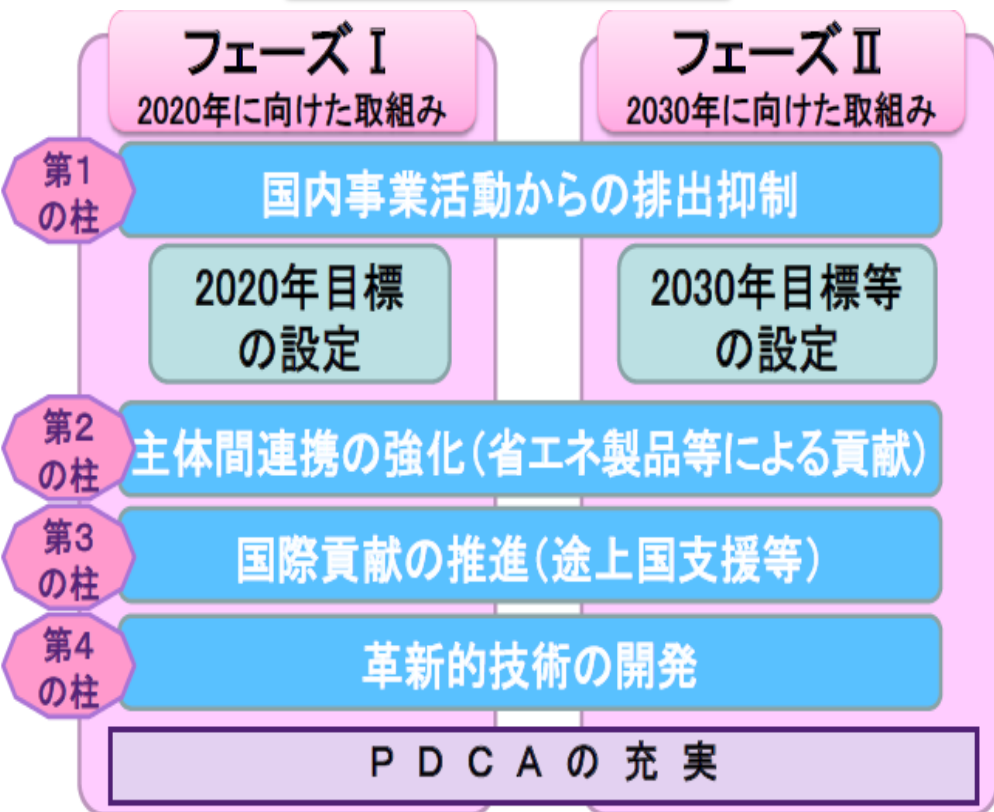 フェーズⅠ
2020年に向けた取組み
フェーズⅡ
2030年に向けた取組み
第1
の柱
国内事業活動からの排出抑制
2020年目標
の設定
2030年目標等
の設定
第2
の柱
主体間連携の強化(省エネ製品等による貢献)
第3
の柱
国際貢献の推進(途上国支援等)
第4
の柱
革新的技術の開発
PDCAの充実